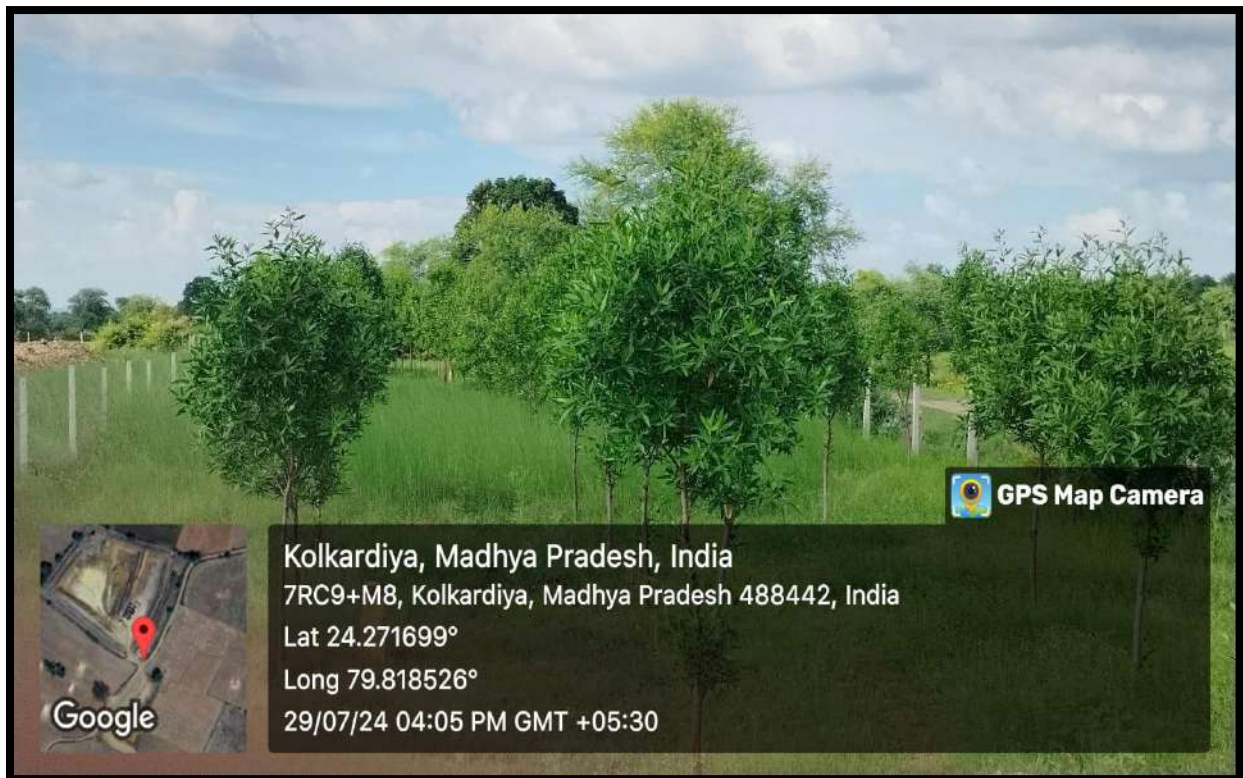 GPS Map Camera
Kolkardiya, Madhya Pradesh, India
7RC9+M8, Kolkardiya, Madhya Pradesh 488442, India
Lat 24.271699°
Long 79.818526°
29/07/24 04:05 PM GMT +05:30
Google